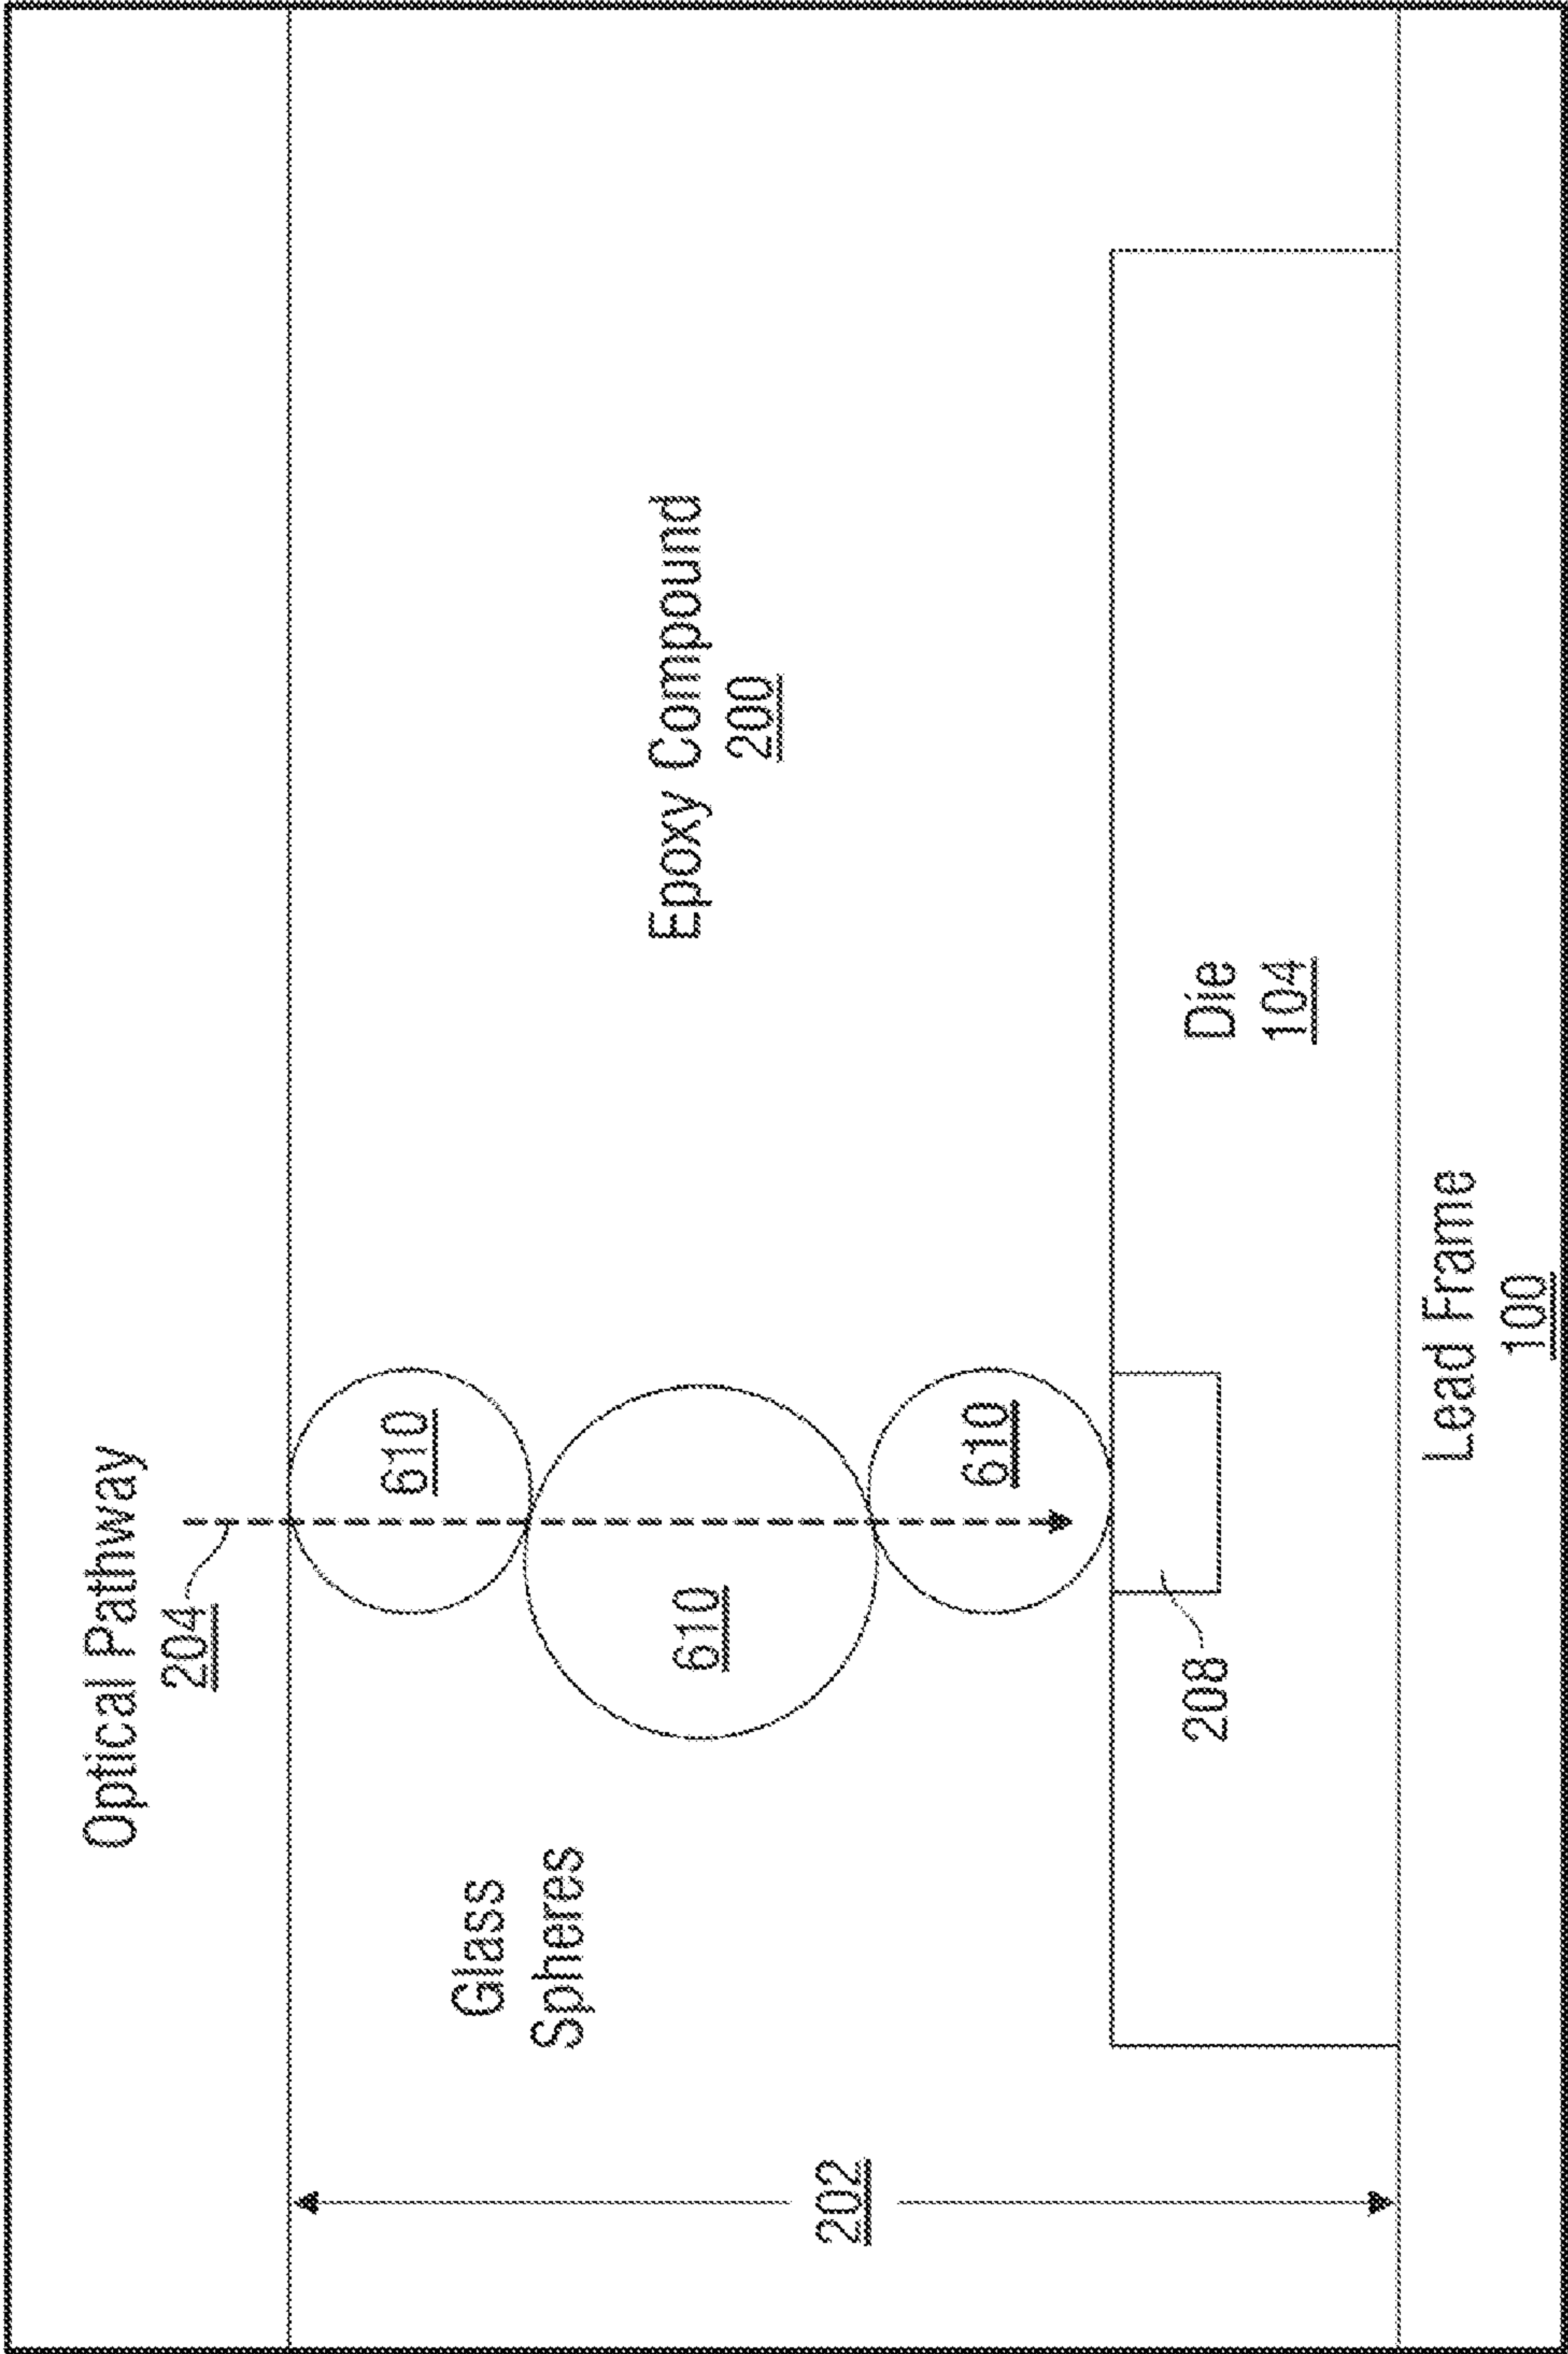 Optical Pathway
204
Glass
Spheres
610
610
610
Epoxy Compound
200
202
208
Die
104
Lead Frame
100